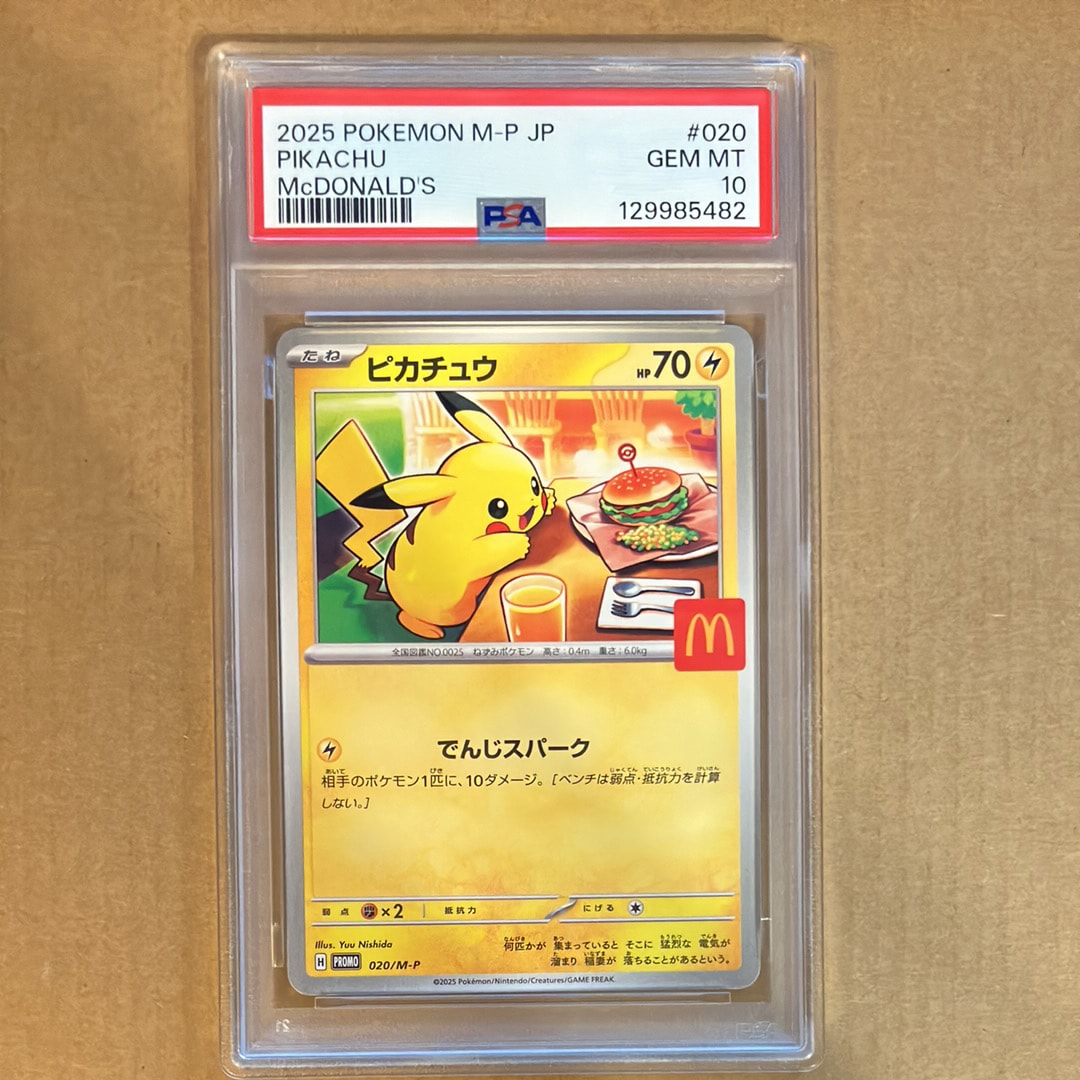 2025 POKEMON M-P JP #020
PIKACHU GEM MT
McDONALD'S 10
PSA 129985482
たね ピカチュウ HP70
全国図鑑NO.0025 ねずみポケモン 高さ:0.4m 重さ:6.0kg
でんじスパーク
相手のポケモン1匹に、10ダメージ。[ベンチは弱点・抵抗力を計算
しない。]
弱点 ×2 抵抗力 にげる
Illus. Yuu Nishida
何匹かが 集まっていると そこに 猛烈な 電気が
溜まり 稲妻が 落ちることがあるという。
H PROMO 020/M-P
©2025 Pokémon/Nintendo/Creatures/GAME FREAK.